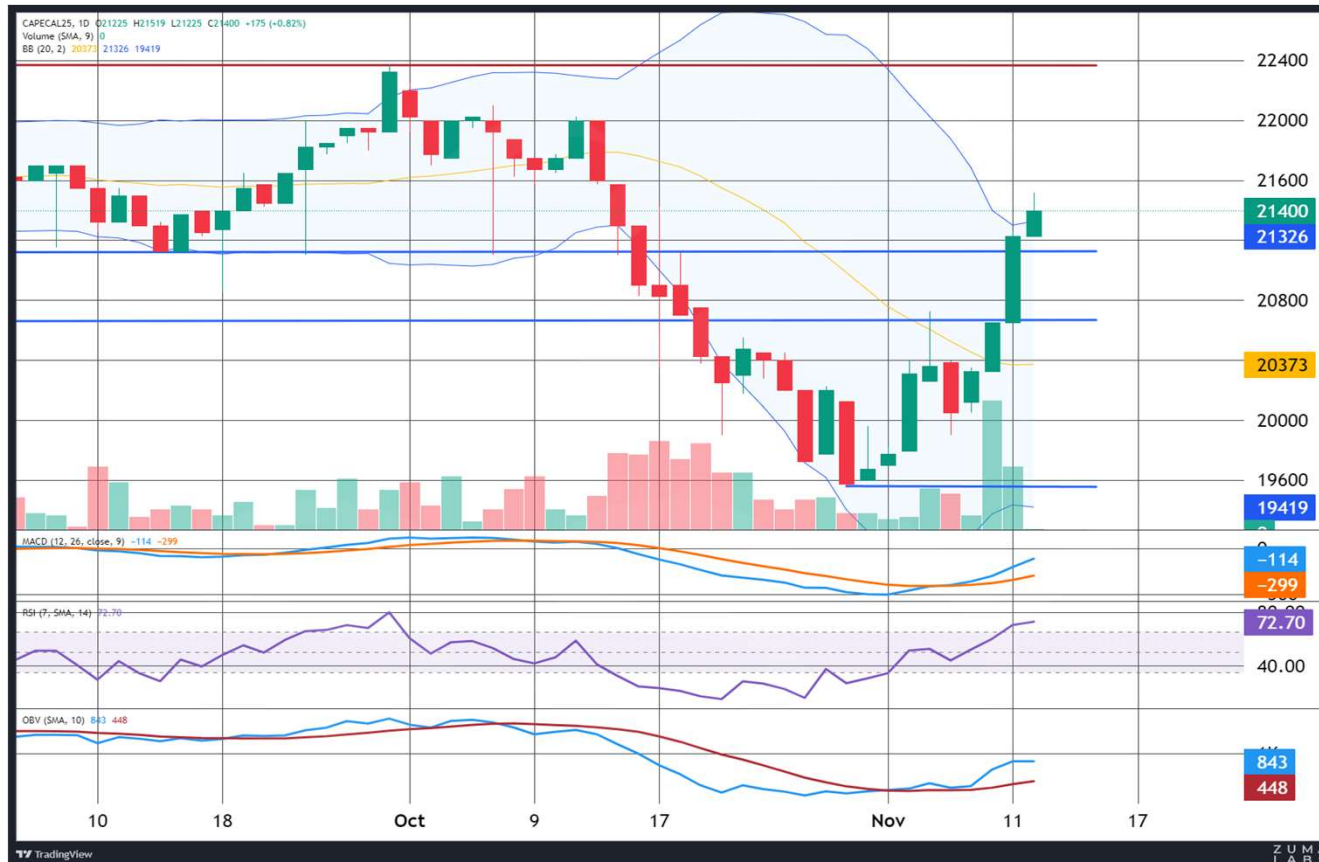 CAPECAL25, 1D O21225 H21519 L21225 C21400 +175 (+0.82%)
Volume (SMA, 9) 0
BB (20, 2) 20373 21326 19419
22400
22000
21600
21400
21326
20800
20373
20000
19600
19419
MACD (12, 26, close, 9) −114 −299
−114
−299
RSI (7, SMA, 14) 72.70
72.70
40.00
OBV (SMA, 10) 843 448
843
448
10 18 Oct 9 17 Nov 11 17
TradingView